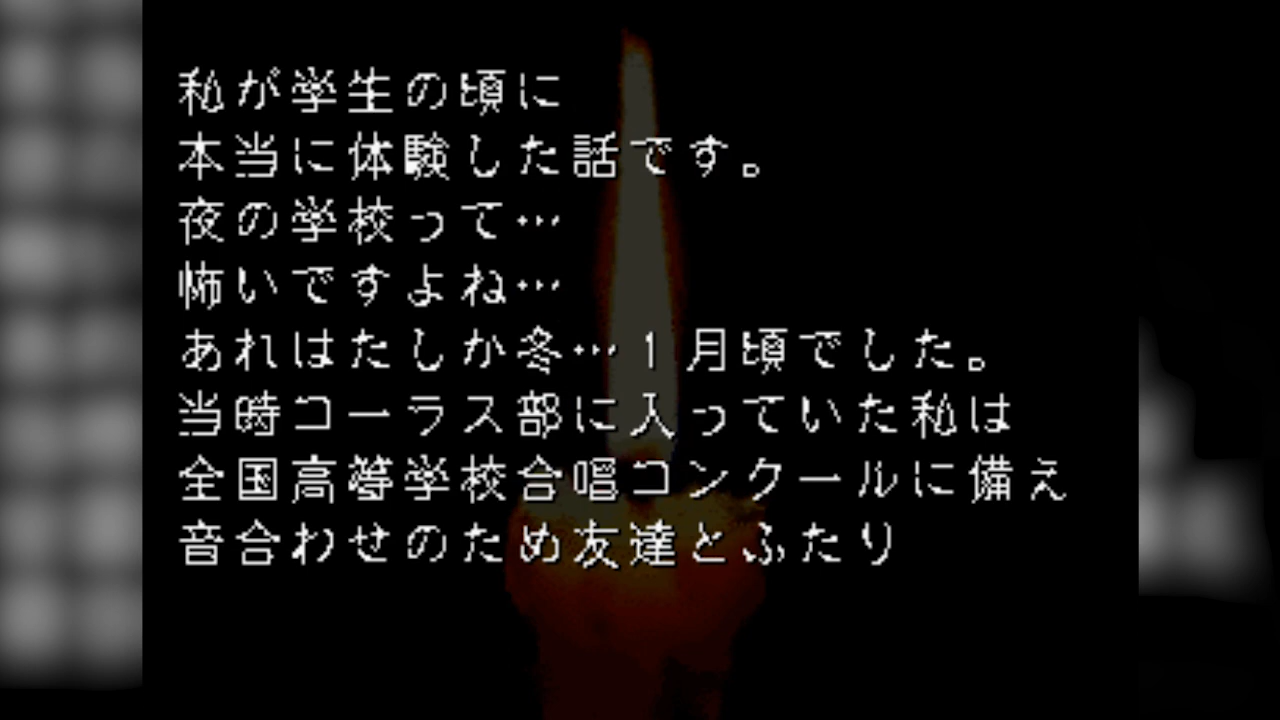 私が学生の頃に
本当に体験した話です。
夜の学校って…
怖いですよね…
あれはたしか冬…１月頃でした。
当時コーラス部に入っていた私は
全国高等学校合唱コンクールに備え
音合わせのため友達とふたり